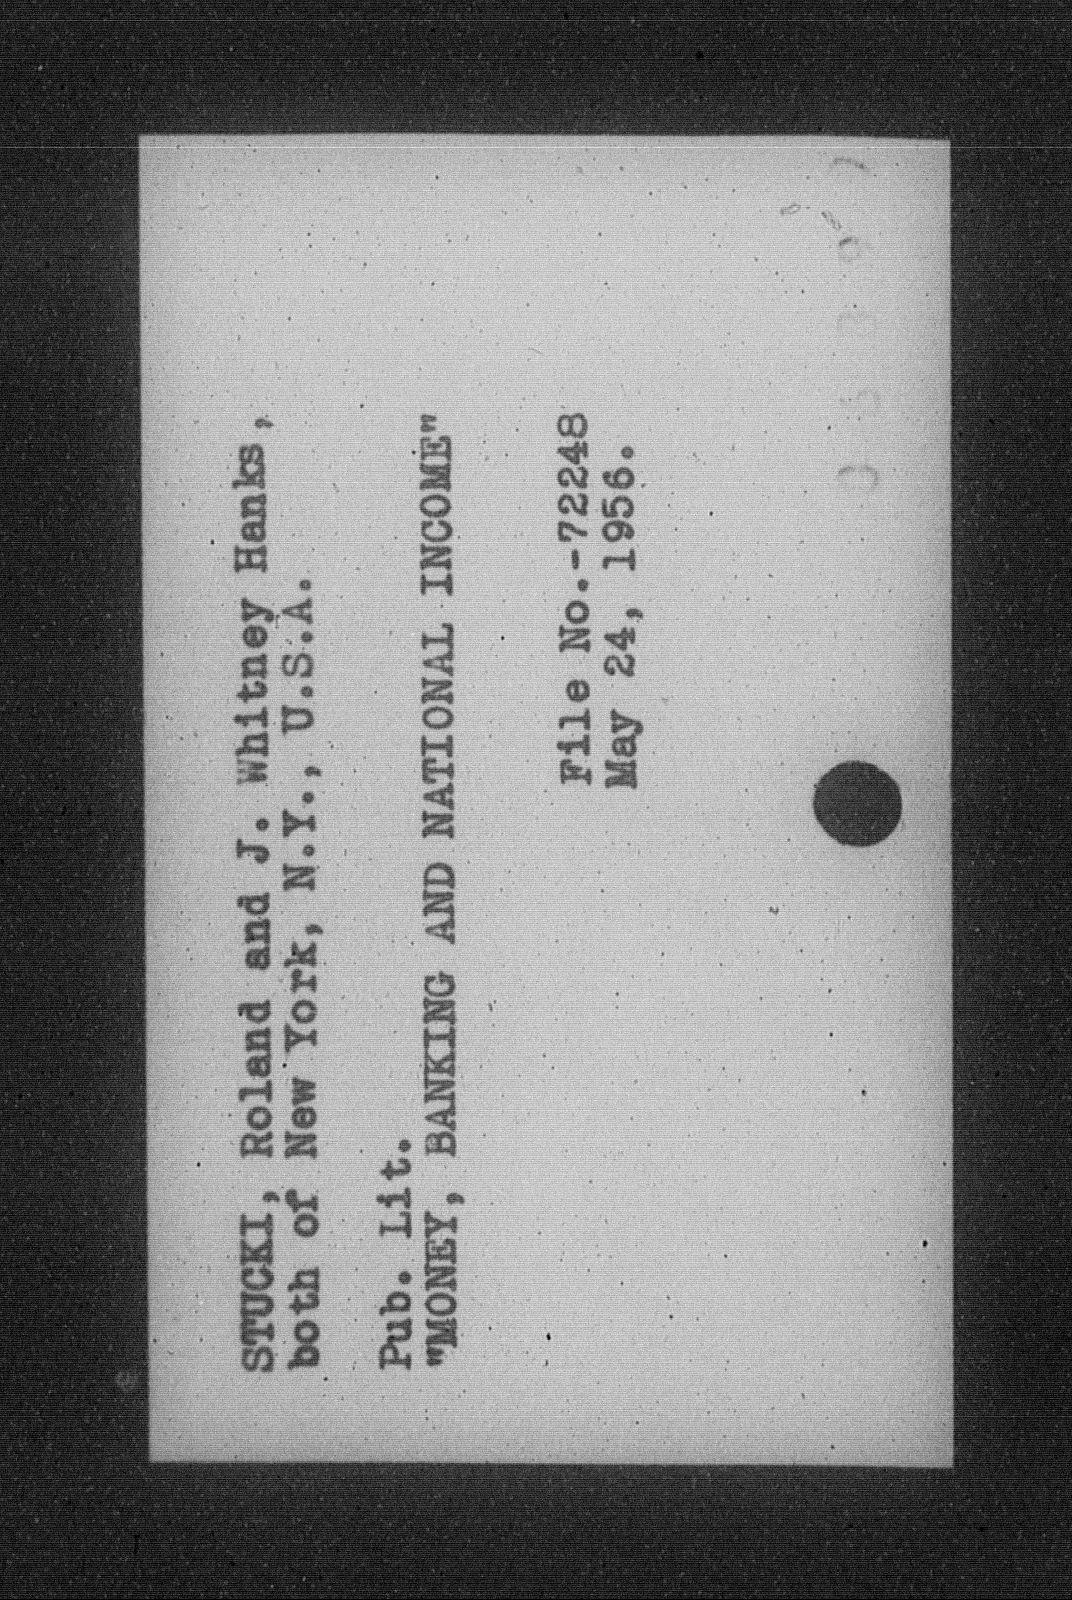 STUCKI, Roland and J. Whitney Hanks,
both of New York, N.Y., U.S.A.
Pub. Lit.
"MONEY, BANKING AND NATIONAL INCOME"
File No.-72248
May 24, 1956.